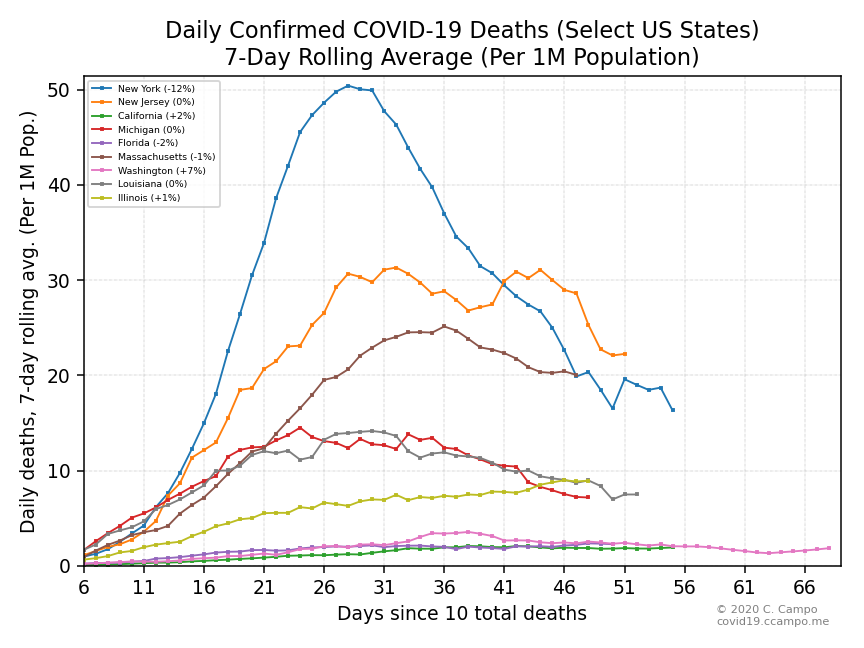 Daily Confirmed COVID-19 Deaths (Select US States)
7-Day Rolling Average (Per 1M Population)
Daily deaths, 7-day rolling avg. (Per 1M Pop.)
50
40
30
20
10
0
New York (-12%)
New Jersey (0%)
California (+2%)
Michigan (0%)
Florida (-2%)
Massachusetts (-1%)
Washington (+7%)
Louisiana (0%)
Illinois (+1%)
6 11 16 21 26 31 36 41 46 51 56 61 66
Days since 10 total deaths
© 2020 C. Campo
covid19.ccampo.me